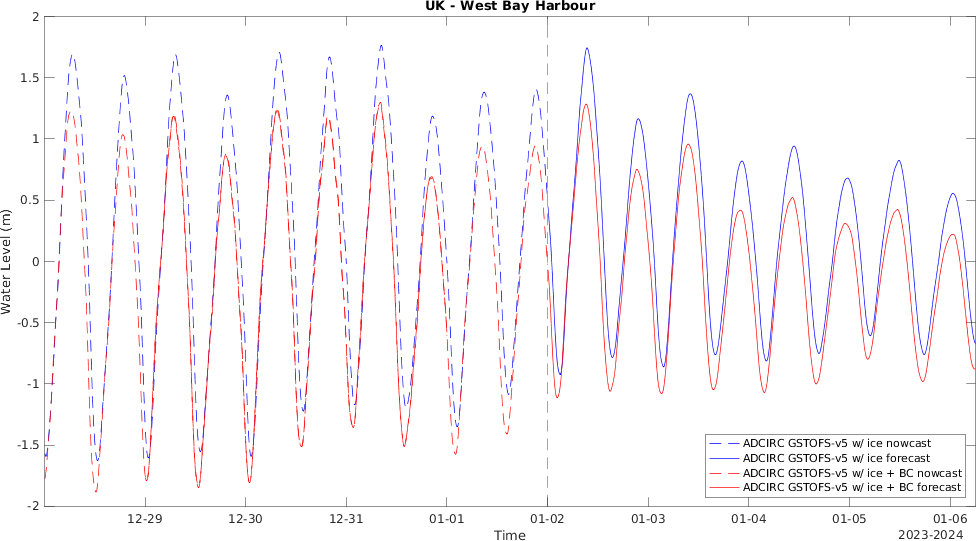 UK - West Bay Harbour
2
1.5
1
0.5
0
-0.5
-1
-1.5
-2
Water Level (m)
ADCIRC GSTOFS-v5 w/ ice nowcast
ADCIRC GSTOFS-v5 w/ ice forecast
ADCIRC GSTOFS-v5 w/ ice + BC nowcast
ADCIRC GSTOFS-v5 w/ ice + BC forecast
12-29 12-30 12-31 01-01 01-02 01-03 01-04 01-05 01-06
Time
2023-2024